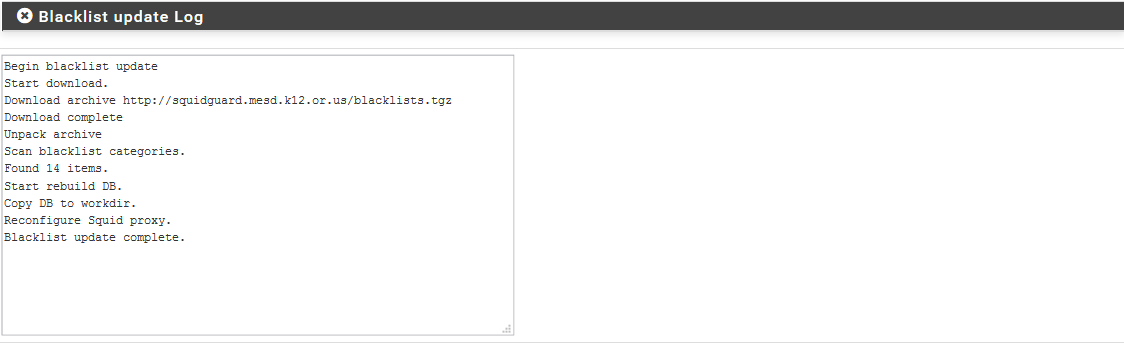 Blacklist update Log
Begin blacklist update
Start download.
Download archive http://squidguard.mesd.k12.or.us/blacklists.tgz
Download complete
Unpack archive
Scan blacklist categories.
Found 14 items.
Start rebuild DB.
Copy DB to workdir.
Reconfigure Squid proxy.
Blacklist update complete.